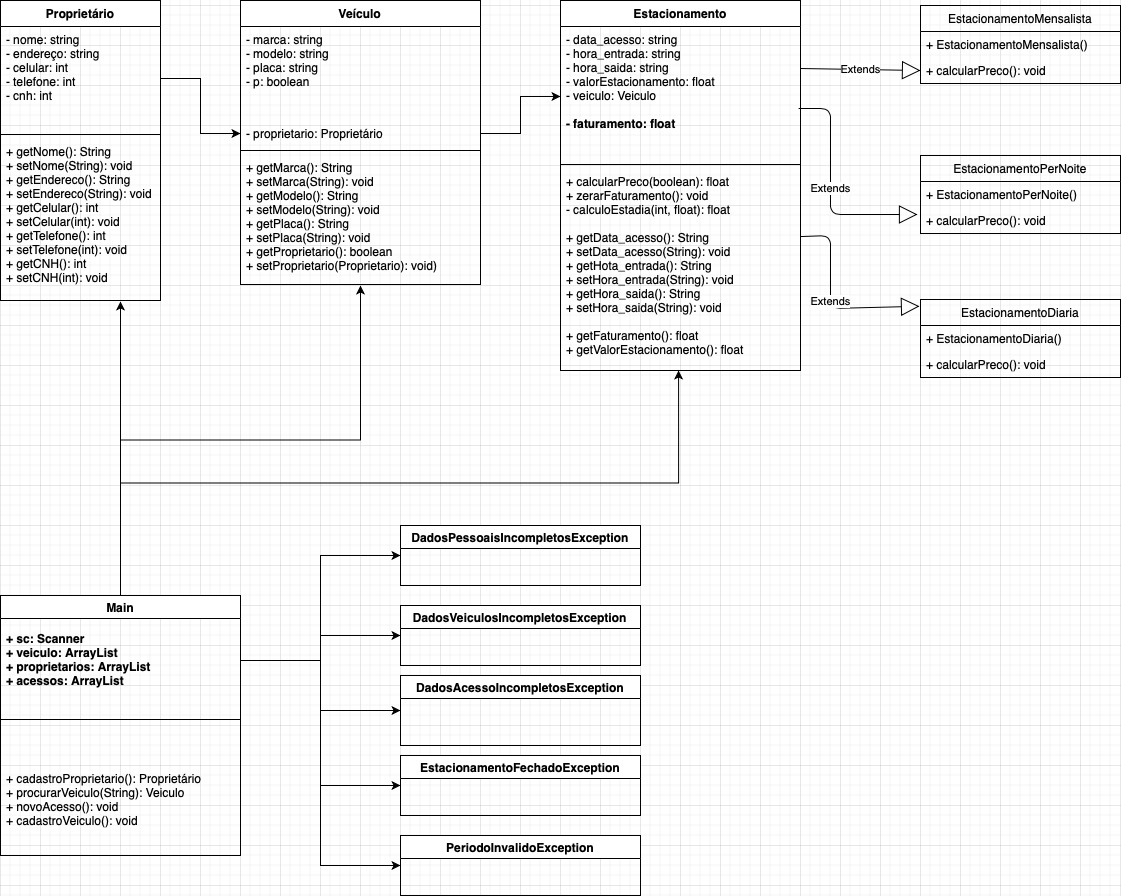 Proprietário
- nome: string
- endereço: string
- celular: int
- telefone: int
- cnh: int
+ getNome(): String
+ setNome(String): void
+ getEndereco(): String
+ setEndereco(String): void
+ getCelular(): int
+ setCelular(int): void
+ getTelefone(): int
+ setTelefone(int): void
+ getCNH(): int
+ setCNH(int): void
Veículo
- marca: string
- modelo: string
- placa: string
- p: boolean
- proprietario: Proprietário
+ getMarca(): String
+ setMarca(String): void
+ getModelo(): String
+ setModelo(String): void
+ getPlaca(): String
+ setPlaca(String): void
+ getProprietario(): boolean
+ setProprietario(Proprietario): void)
Estacionamento
- data_acesso: string
- hora_entrada: string
- hora_saida: string
- valorEstacionamento: float
- veiculo: Veiculo
- faturamento: float
+ calcularPreco(boolean): float
+ zerarFaturamento(): void
- calculoEstadia(int, float): float
+ getData_acesso(): String
+ setData_acesso(String): void
+ getHota_entrada(): String
+ setHora_entrada(String): void
+ getHora_saida(): String
+ setHora_saida(String): void
+ getFaturamento(): float
+ getValorEstacionamento(): float
Extends
EstacionamentoMensalista
+ EstacionamentoMensalista()
+ calcularPreco(): void
Extends
EstacionamentoPerNoite
+ EstacionamentoPerNoite()
+ calcularPreco(): void
Extends
EstacionamentoDiaria
+ EstacionamentoDiaria()
+ calcularPreco(): void
Main
+ sc: Scanner
+ veiculo: ArrayList
+ proprietarios: ArrayList
+ acessos: ArrayList
+ cadastroProprietario(): Proprietário
+ procurarVeiculo(String): Veiculo
+ novoAcesso(): void
+ cadastroVeiculo(): void
DadosPessoaisIncompletosException
DadosVeiculosIncompletosException
DadosAcessoIncompletosException
EstacionamentoFechadoException
PeriodoInvalidoException